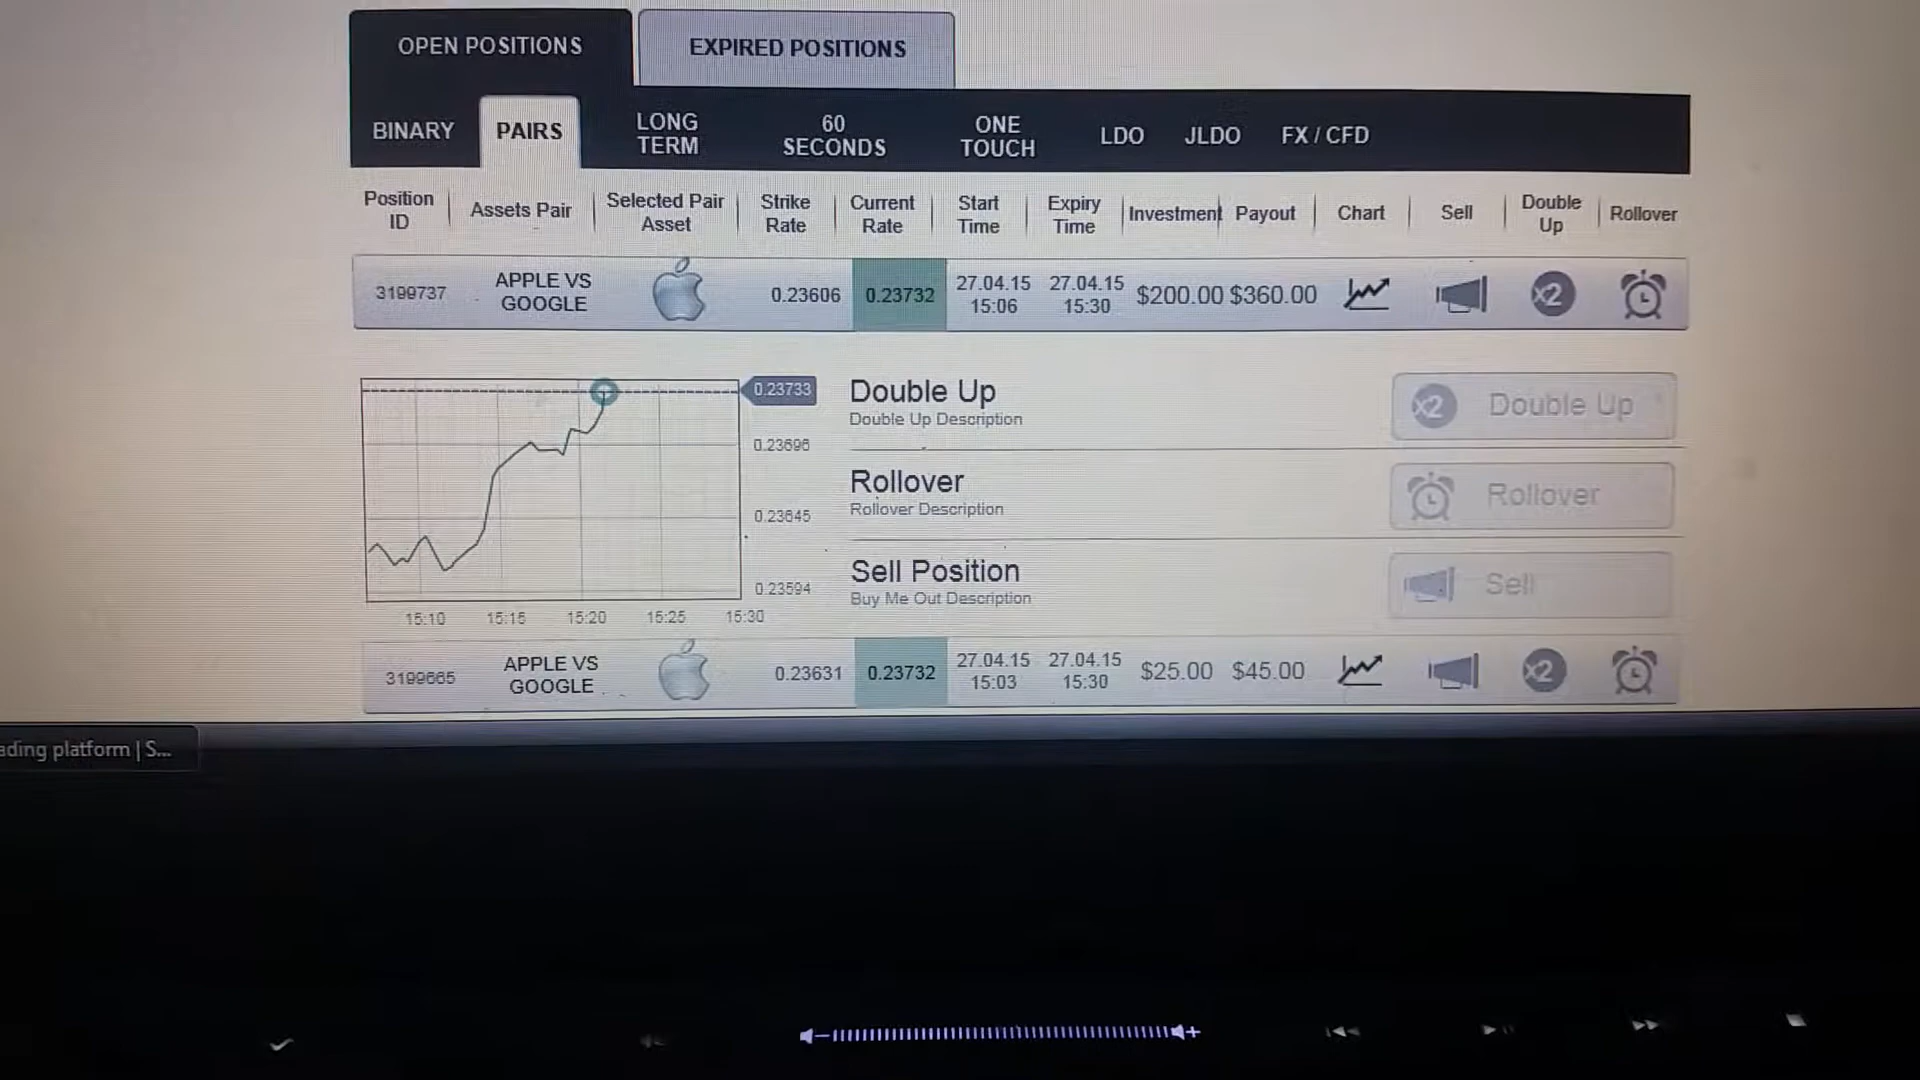 OPEN POSITIONS
EXPIRED POSITIONS
BINARY
PAIRS
LONG
TERM
60
SECONDS
ONE
TOUCH
LDO
JLDO
FX / CFD
Position
ID
Assets Pair
Selected Pair
Asset
Strike
Rate
Current
Rate
Start
Time
Expiry
Time
Investment
Payout
Chart
Sell
Double
Up
Rollover
3199737
APPLE VS
GOOGLE
0.23606
0.23732
27.04.15
15:06
27.04.15
15:30
$200.00
$360.00
x2
0.23733
0.23696
0.23645
0.23594
15:10
15:15
15:20
15:25
15:30
Double Up
Double Up Description
x2 Double Up
Rollover
Rollover Description
Rollover
Sell Position
Buy Me Out Description
Sell
3199665
APPLE VS
GOOGLE
0.23631
0.23732
27.04.15
15:03
27.04.15
15:30
$25.00
$45.00
x2
ading platform | S...